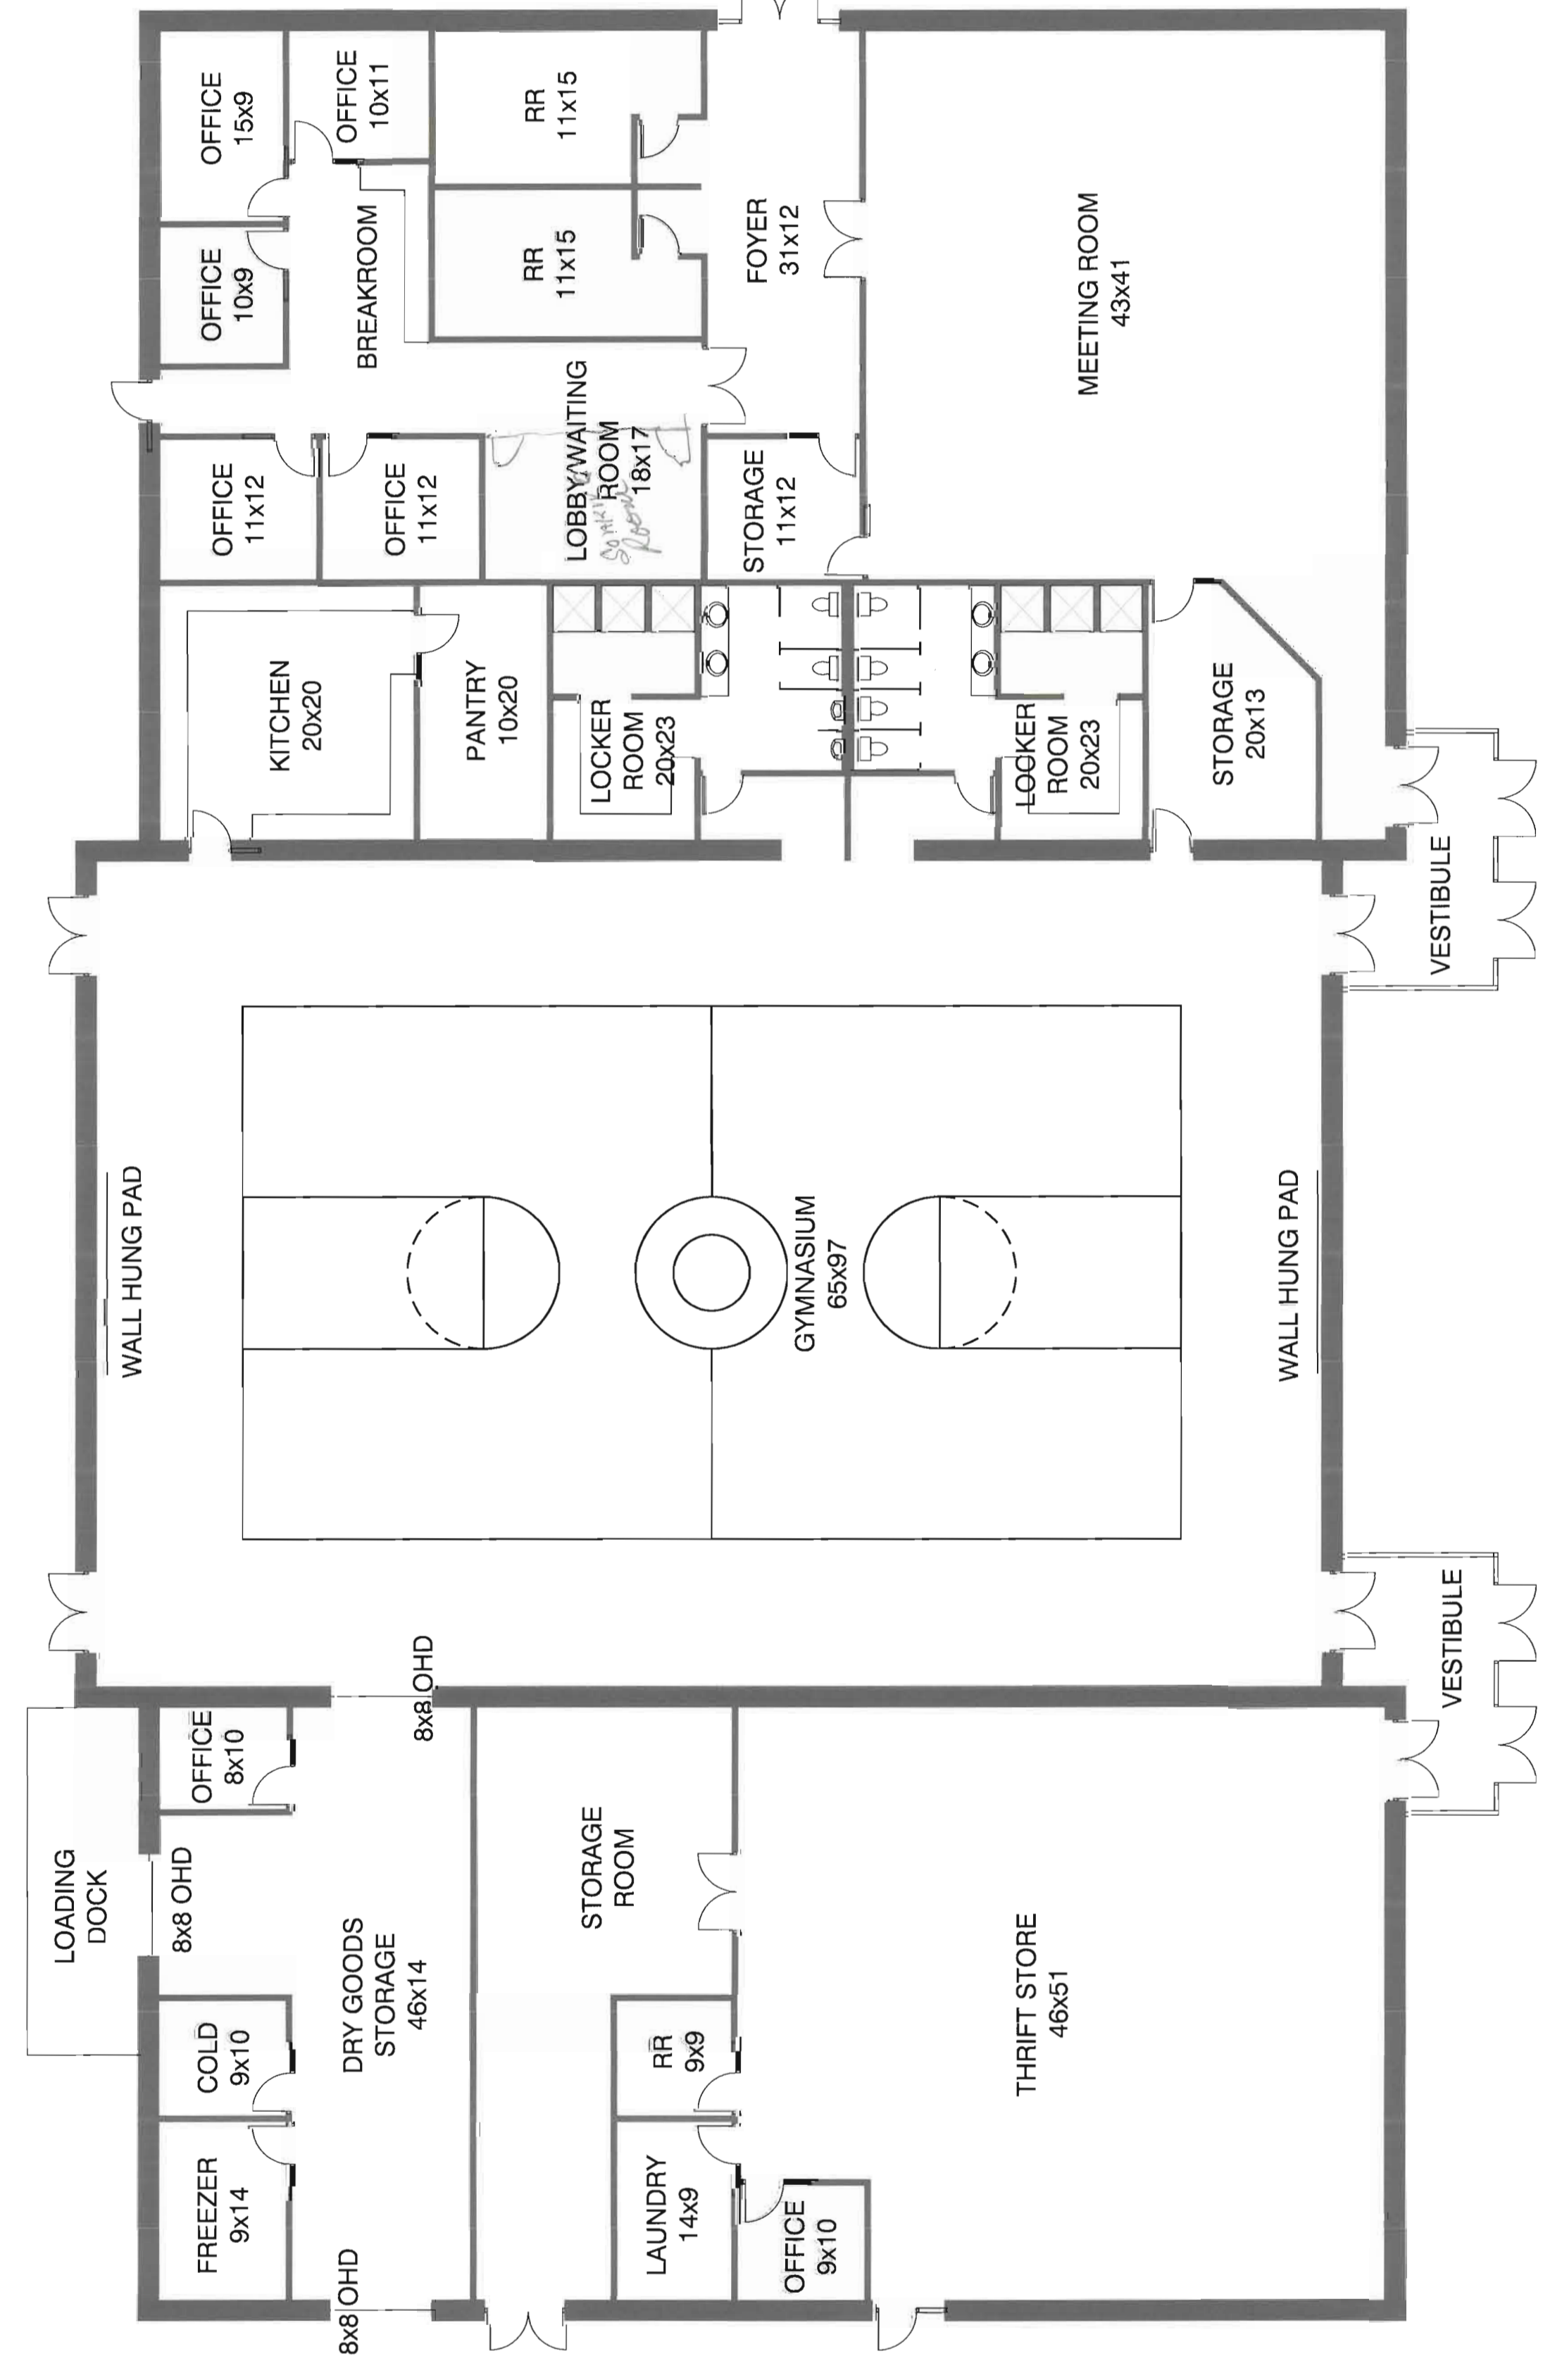 OFFICE
15x9
OFFICE
10x11
RR
11x15
OFFICE
10x9
BREAKROOM
RR
11x15
FOYER
31x12
MEETING ROOM
43x41
OFFICE
11x12
OFFICE
11x12
LOBBY/WAITING
ROOM
18x17
Room
STORAGE
11x12
KITCHEN
20x20
PANTRY
10x20
LOCKER
ROOM
20x23
LOCKER
ROOM
20x23
STORAGE
20x13
VESTIBULE
WALL HUNG PAD
GYMNASIUM
65x97
WALL HUNG PAD
8x8 OHD
VESTIBULE
LOADING
DOCK
OFFICE
8x10
8x8 OHD
STORAGE
ROOM
DRY GOODS
STORAGE
46x14
COLD
9x10
RR
9x9
THRIFT STORE
46x51
FREEZER
9x14
LAUNDRY
14x9
OFFICE
9x10
8x8 OHD